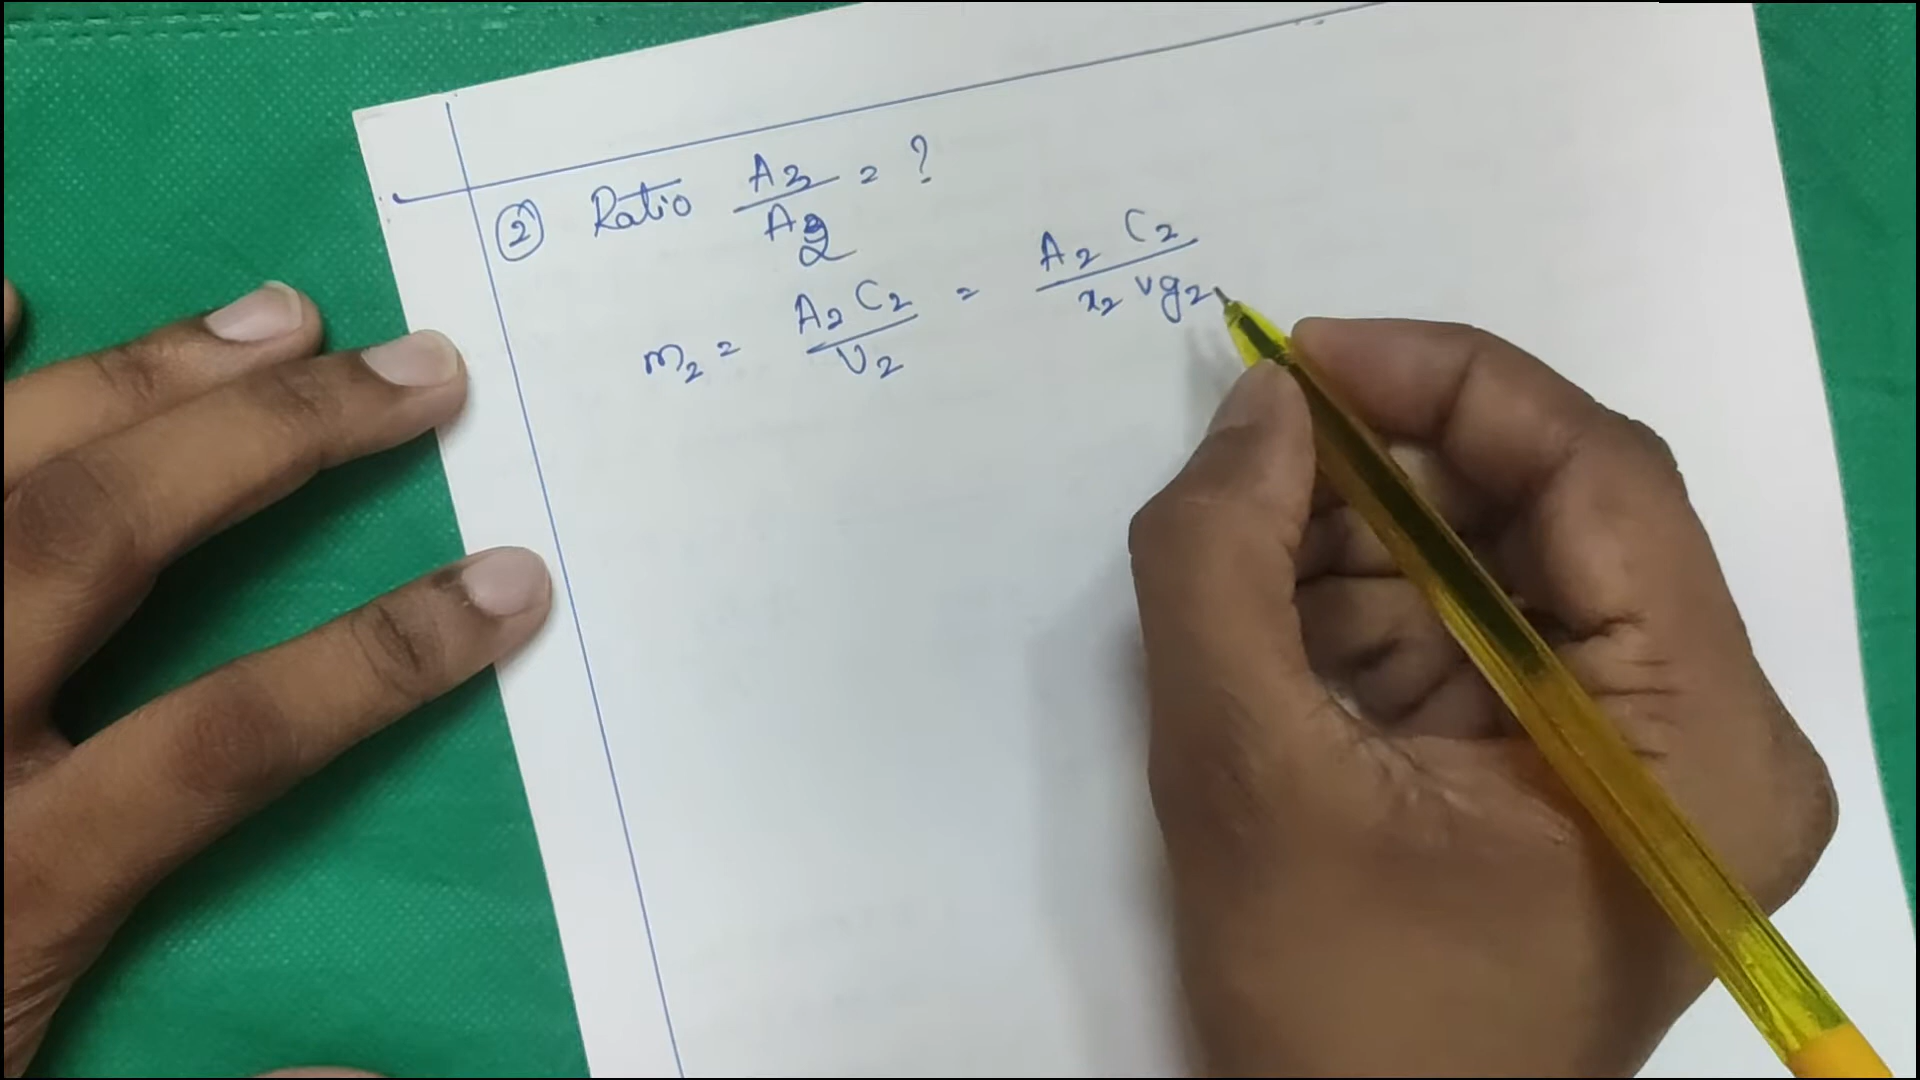 ② Ratio A3/A2 = ?
m2 = A2 C2/V2 = A2 C2/x2 vg2